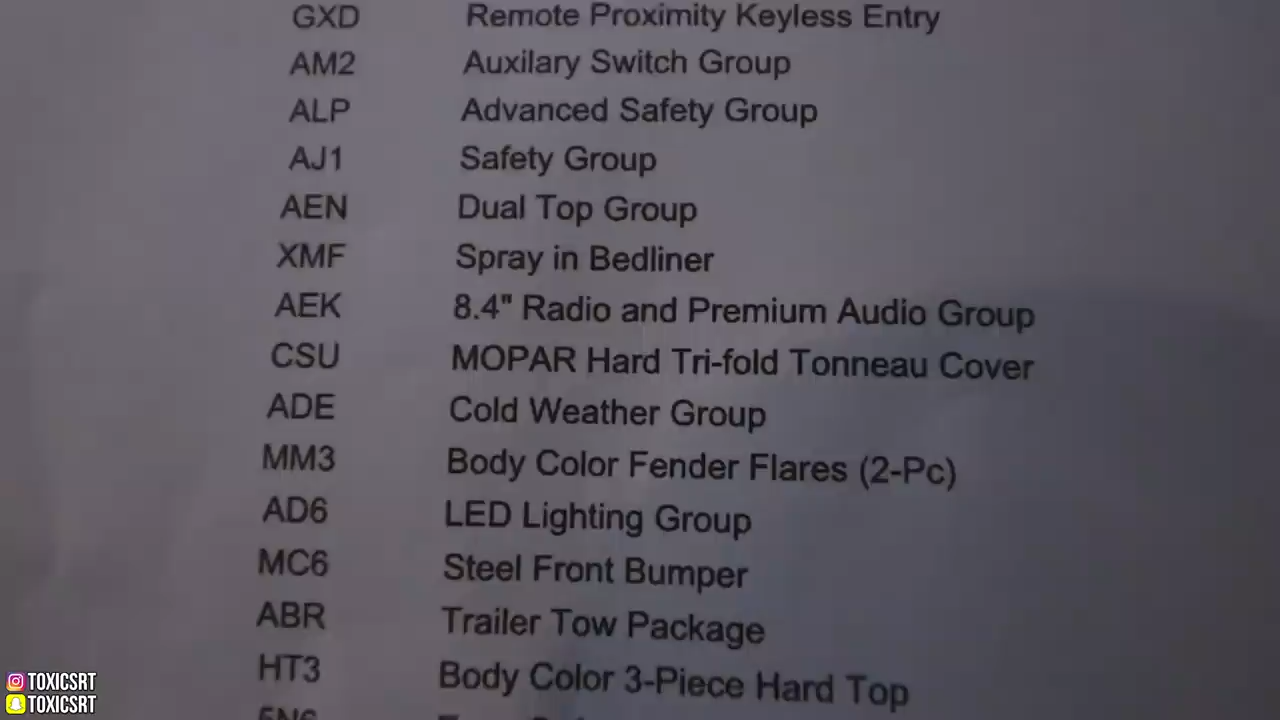 GXD Remote Proximity Keyless Entry
AM2 Auxilary Switch Group
ALP Advanced Safety Group
AJ1 Safety Group
AEN Dual Top Group
XMF Spray in Bedliner
AEK 8.4" Radio and Premium Audio Group
CSU MOPAR Hard Tri-fold Tonneau Cover
ADE Cold Weather Group
MM3 Body Color Fender Flares (2-Pc)
AD6 LED Lighting Group
MC6 Steel Front Bumper
ABR Trailer Tow Package
HT3 Body Color 3-Piece Hard Top
TOXICSRT
TOXICSRT